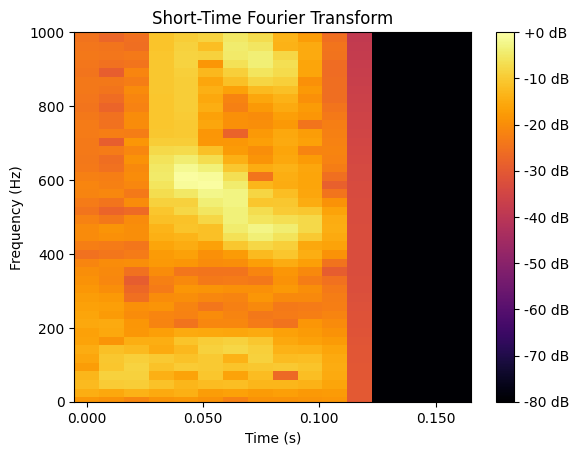 Short-Time Fourier Transform
1000
800
600
400
200
0
Frequency (Hz)
0.000
0.050
0.100
0.150
Time (s)
+0 dB
-10 dB
-20 dB
-30 dB
-40 dB
-50 dB
-60 dB
-70 dB
-80 dB